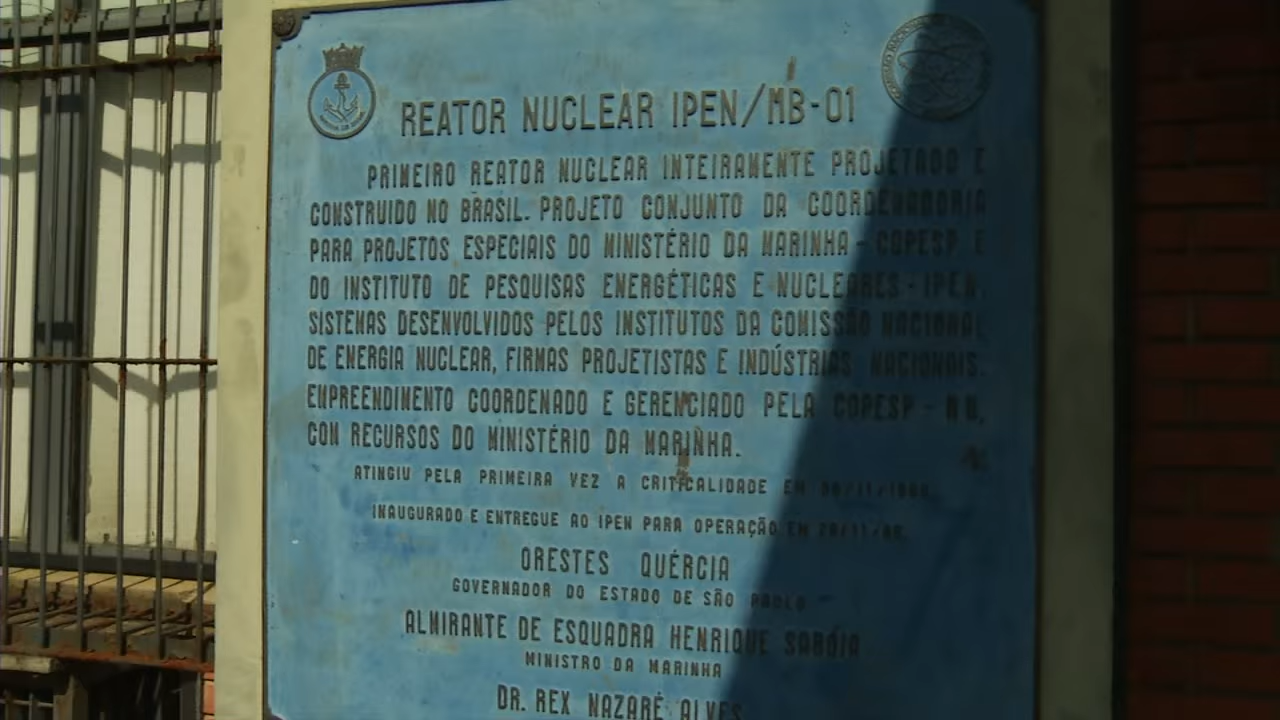 REATOR NUCLEAR IPEN/MB-01
PRIMEIRO REATOR NUCLEAR INTEIRAMENTE PROJETADO E
CONSTRUIDO NO BRASIL. PROJETO CONJUNTO DA COORDENADORIA
PARA PROJETOS ESPECIAIS DO MINISTÉRIO DA MARINHA - COPESP E
DO INSTITUTO DE PESQUISAS ENERGÉTICAS E NUCLEARES - IPEN.
SISTEMAS DESENVOLVIDOS PELOS INSTITUTOS DA COMISSÃO NACIONAL
DE ENERGIA NUCLEAR, FIRMAS PROJETISTAS E INDÚSTRIAS NACIONAIS.
EMPREENDIMENTO COORDENADO E GERENCIADO PELA COPESP -
COM RECURSOS DO MINISTÉRIO DA MARINHA.
ATINGIU PELA PRIMEIRA VEZ A CRITICALIDADE EM
INAUGURADO E ENTREGUE AO IPEN PARA OPERAÇÃO EM
ORESTES QUÉRCIA
GOVERNADOR DO ESTADO DE SÃO PAULO
ALMIRANTE DE ESQUADRA HENRIQUE SABÓIA
MINISTRO DA MARINHA
DR. REX NAZARÉ ALVES